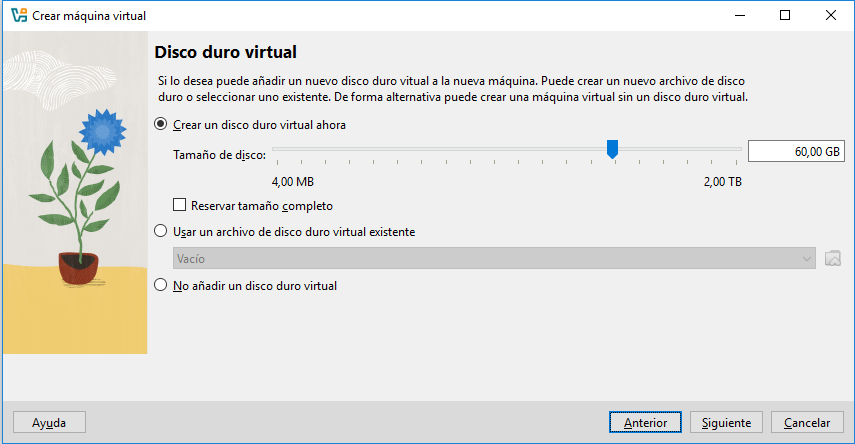 Crear máquina virtual
Disco duro virtual
Si lo desea puede añadir un nuevo disco duro vitual a la nueva máquina. Puede crear un nuevo archivo de disco
duro o seleccionar uno existente. De forma alternativa puede crear una máquina virtual sin un disco duro virtual.
Crear un disco duro virtual ahora
Tamaño de disco:
60,00 GB
4,00 MB
2,00 TB
Reservar tamaño completo
Usar un archivo de disco duro virtual existente
Vacío
No añadir un disco duro virtual
Ayuda
Anterior
Siguiente
Cancelar